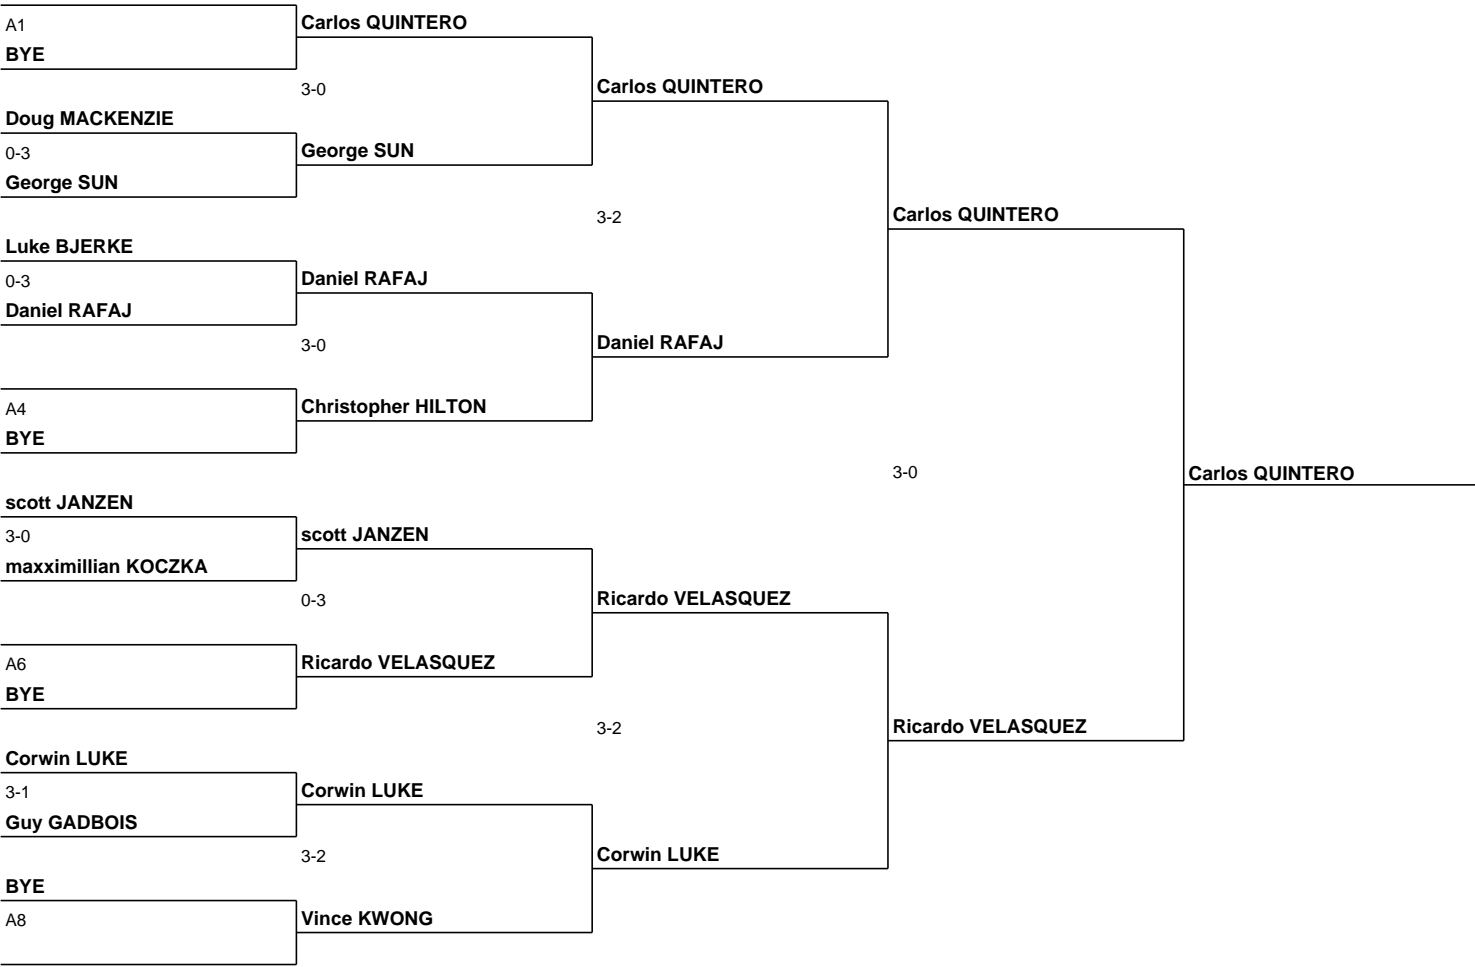 A1
BYE
Carlos QUINTERO
3-0
Carlos QUINTERO
Doug MACKENZIE
0-3
George SUN
George SUN
3-2
Carlos QUINTERO
Luke BJERKE
0-3
Daniel RAFAJ
Daniel RAFAJ
3-0
Daniel RAFAJ
A4
BYE
Christopher HILTON
3-0
Carlos QUINTERO
scott JANZEN
3-0
maxximillian KOCZKA
scott JANZEN
0-3
Ricardo VELASQUEZ
A6
BYE
Ricardo VELASQUEZ
3-2
Ricardo VELASQUEZ
Corwin LUKE
3-1
Guy GADBOIS
Corwin LUKE
3-2
Corwin LUKE
BYE
A8
Vince KWONG